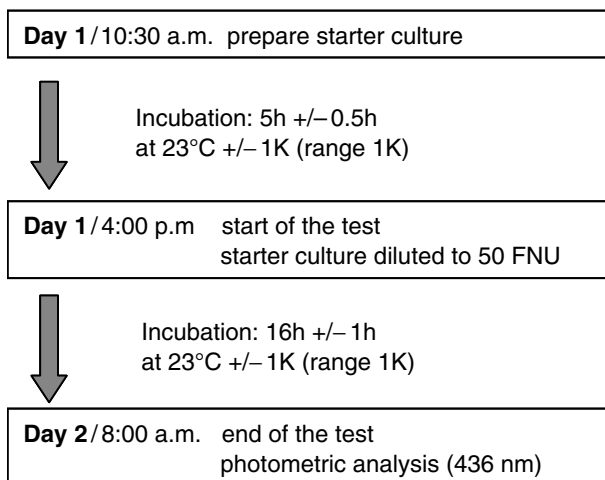 Day 1/10:30 a.m. prepare starter culture
Incubation: 5h +/−0.5h
at 23°C +/−1K (range 1K)
Day 1/4:00 p.m start of the test
starter culture diluted to 50 FNU
Incubation: 16h +/−1h
at 23°C +/−1K (range 1K)
Day 2/8:00 a.m. end of the test
photometric analysis (436 nm)